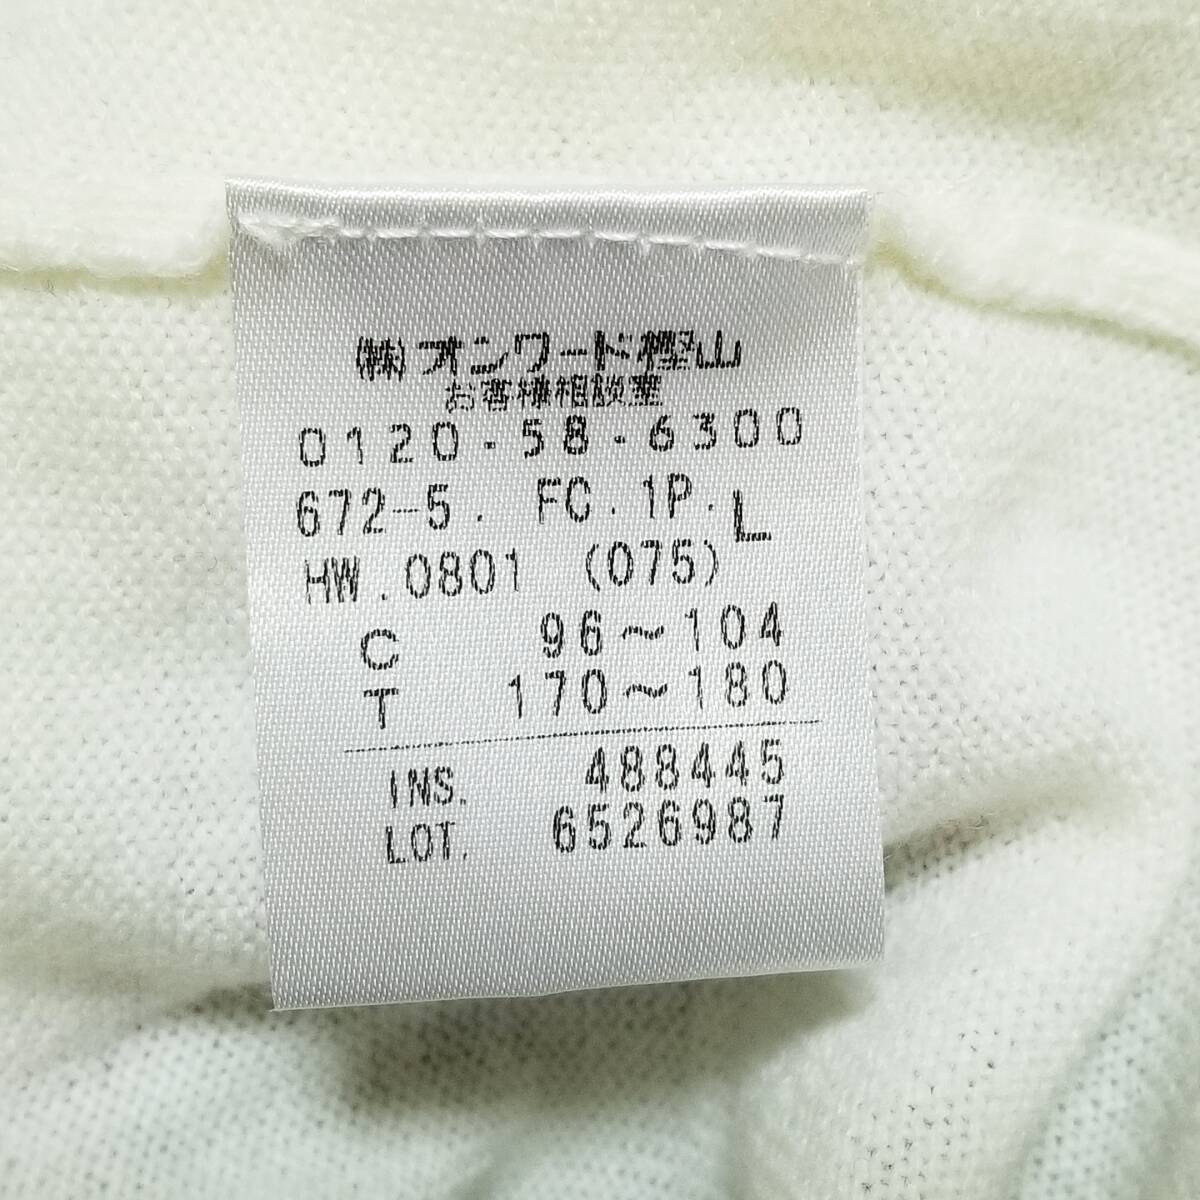 ㈱オンワード樫山
お客様相談室
0120・58・6300
672-5. FC.1P. L
HW.0801 (075)
C 96~104
T 170~180
INS. 488445
LOT. 6526987